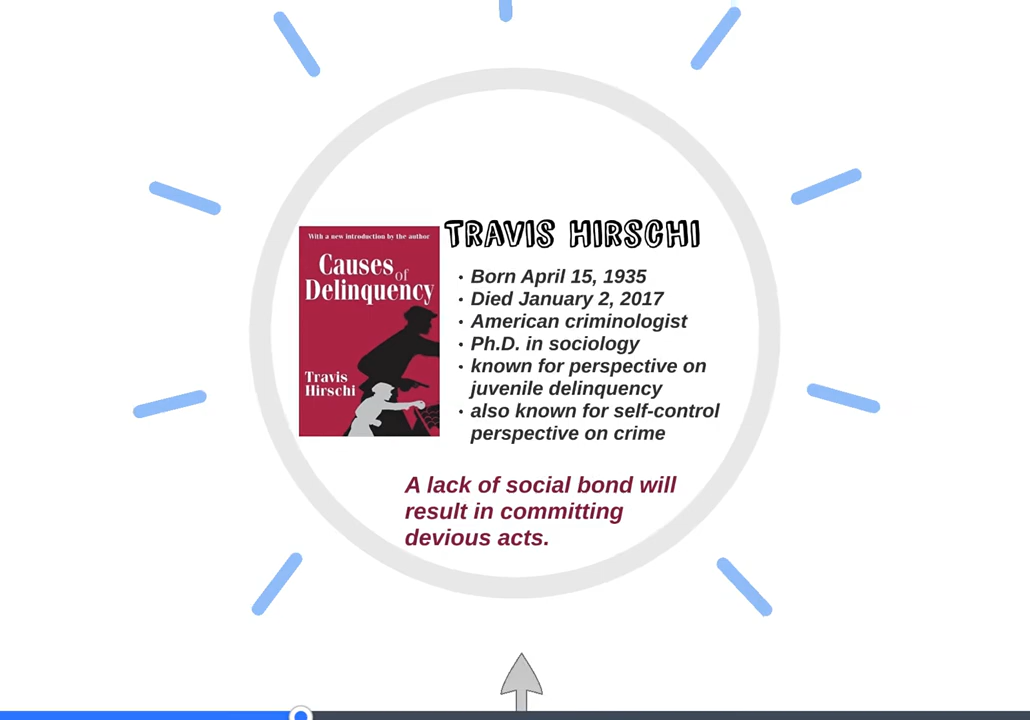 With a new introduction by the author
Causes of
Delinquency
Travis
Hirschi
TRAVIS HIRSCHI
• Born April 15, 1935
• Died January 2, 2017
• American criminologist
• Ph.D. in sociology
• known for perspective on
juvenile delinquency
• also known for self-control
perspective on crime
A lack of social bond will
result in committing
devious acts.